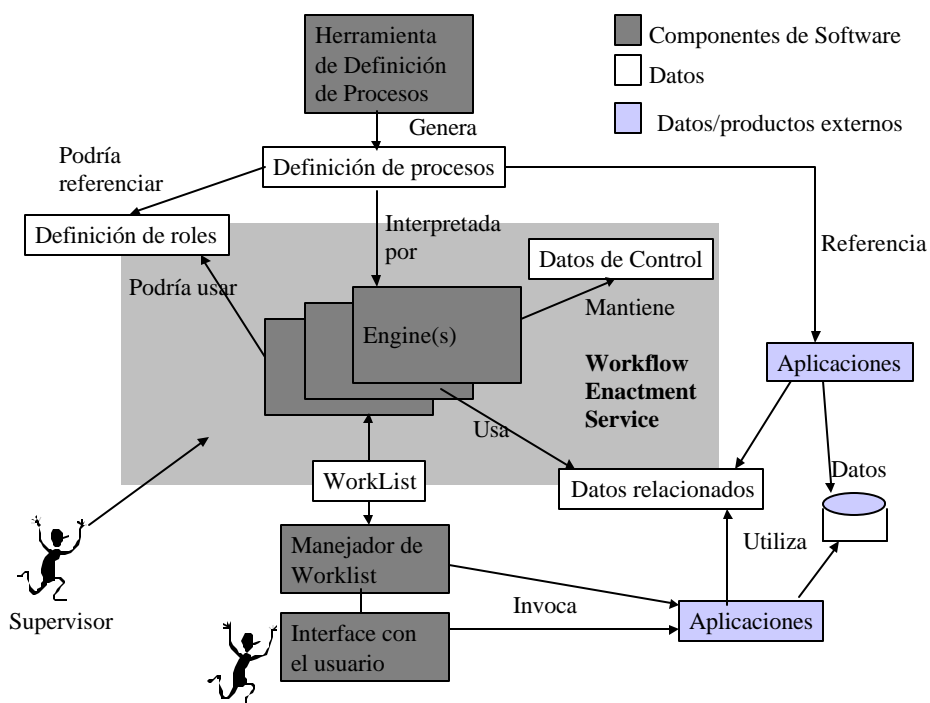 Herramienta
de Definición
de Procesos
Componentes de Software
Datos
Datos/productos externos
Genera
Podría
referenciar
Definición de procesos
Definición de roles
Interpretada
por
Referencia
Datos de Control
Podría usar
Mantiene
Engine(s)
Workflow
Enactment
Service
Aplicaciones
Usa
WorkList
Datos relacionados
Datos
Manejador de
Worklist
Utiliza
Supervisor
Invoca
Interface con
el usuario
Aplicaciones